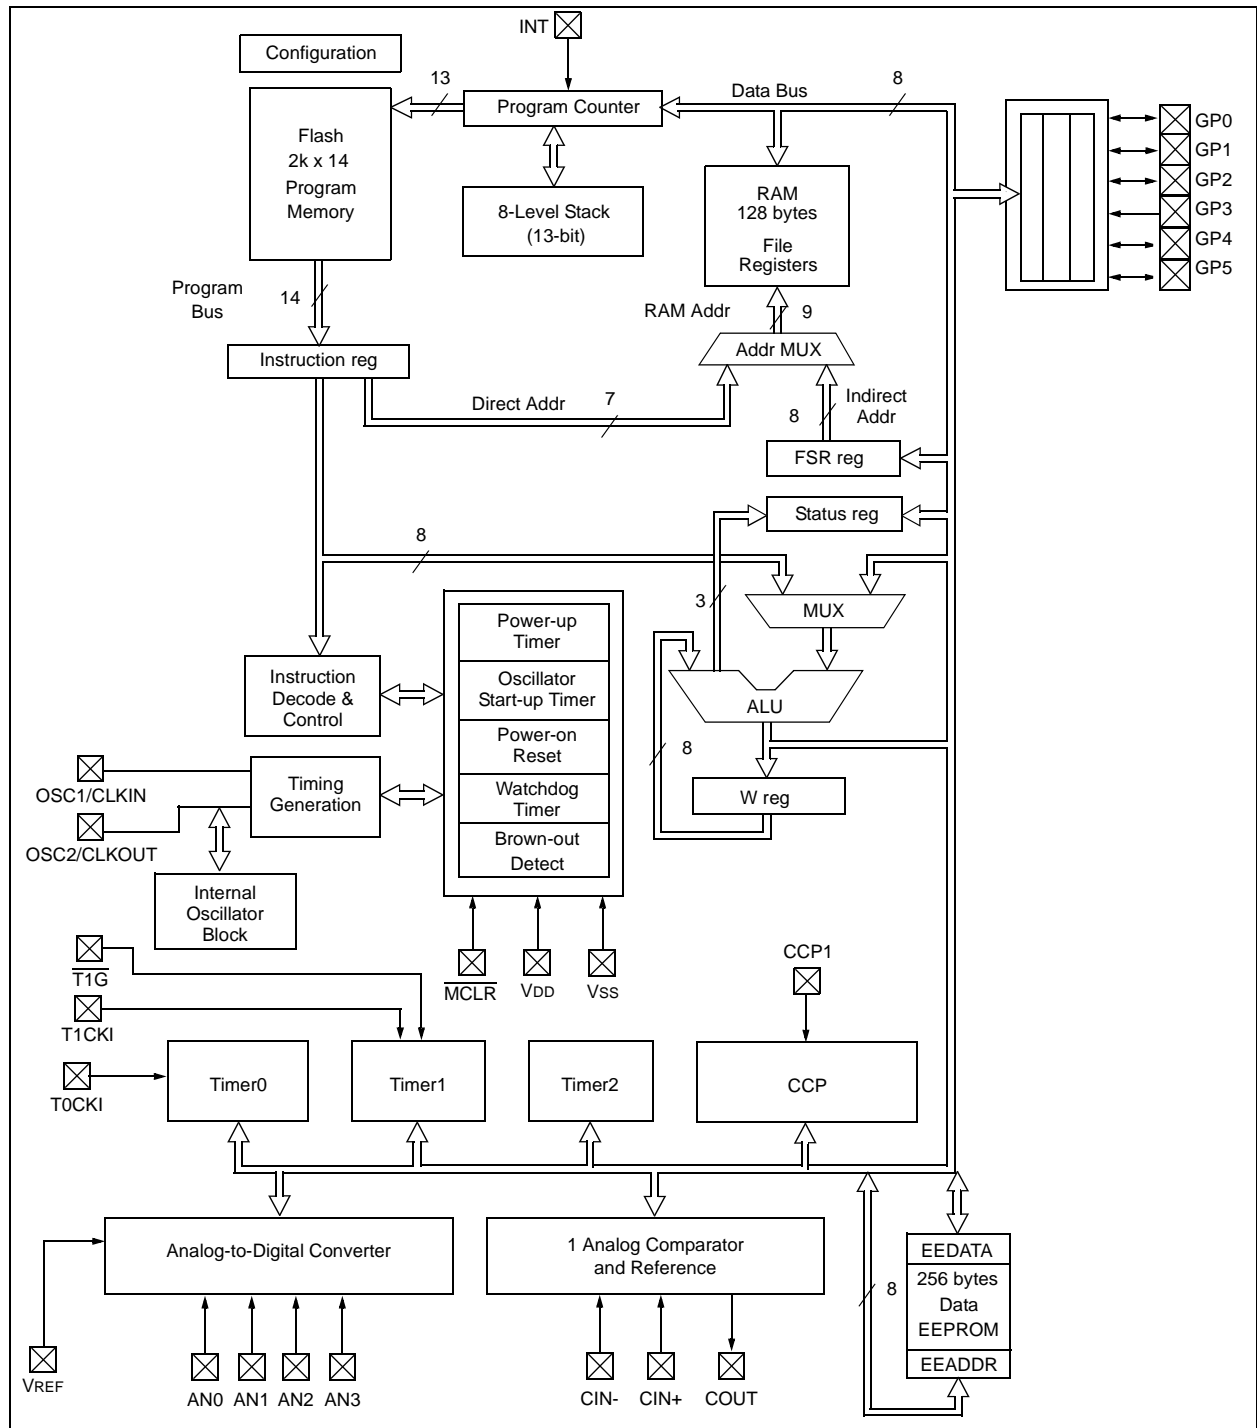 INT
Configuration
13
8
Data Bus
Program Counter
Flash
2k x 14
Program
Memory
8-Level Stack
(13-bit)
RAM
128 bytes
File
Registers
GP0
GP1
GP2
GP3
GP4
GP5
Program
Bus
14
RAM Addr
9
Addr MUX
Instruction reg
Direct Addr
7
8
Indirect
Addr
FSR reg
Status reg
8
3
MUX
Power-up
Timer
Oscillator
Start-up Timer
Power-on
Reset
Watchdog
Timer
Brown-out
Detect
Instruction
Decode &
Control
ALU
8
W reg
OSC1/CLKIN
Timing
Generation
OSC2/CLKOUT
Internal
Oscillator
Block
T1G
MCLR
VDD
VSS
CCP1
T1CKI
T0CKI
Timer0
Timer1
Timer2
CCP
Analog-to-Digital Converter
1 Analog Comparator
and Reference
EEDATA
256 bytes
Data
EEPROM
EEADDR
8
VREF
AN0 AN1 AN2 AN3
CIN- CIN+ COUT